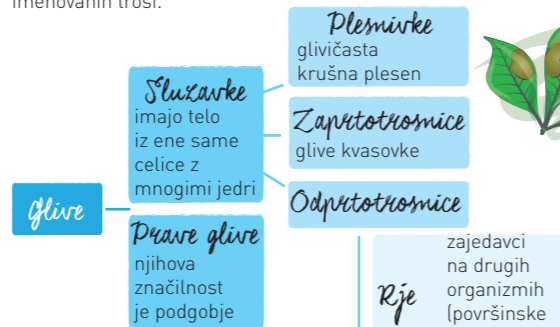 imenovanih trosi.
Glive
Sluzavke
imajo telo
iz ene same
celice z
mnogimi jedri
Prave glive
njihova
značilnost
je podgobje
Plesnivke
glivičasta
krušna plesen
Zaprtotrosnice
glive kvasovke
Odprtotrosnice
Rje
zajedavci
na drugih
organizmih
(površinske